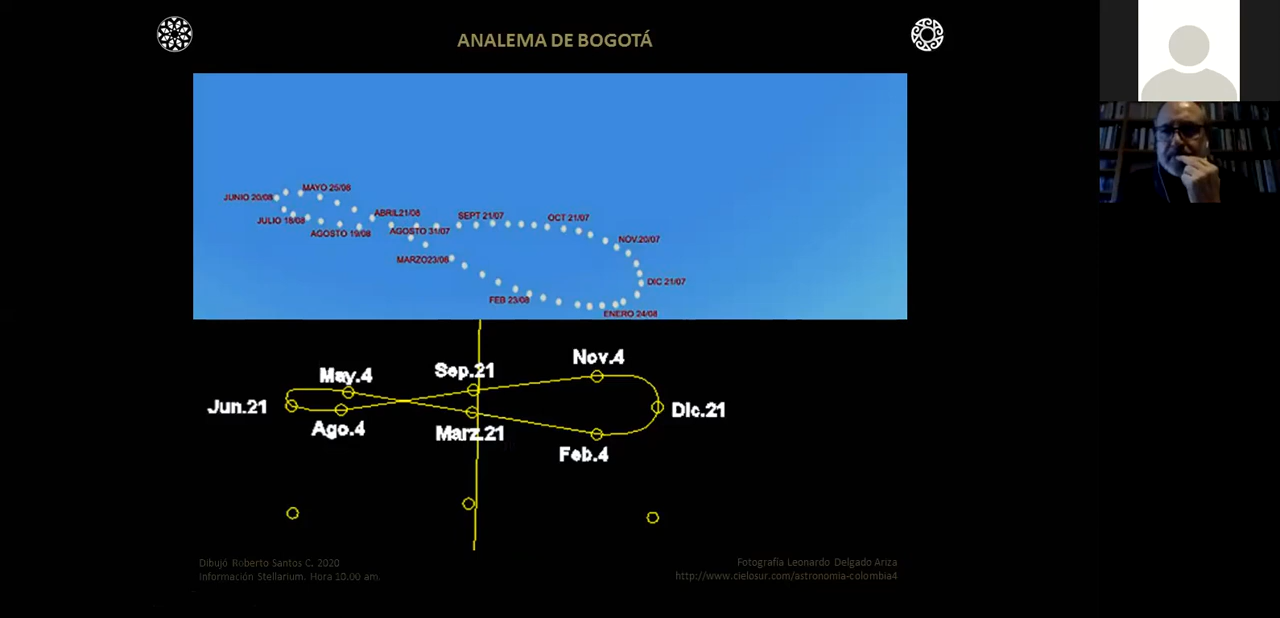 ANALEMA DE BOGOTÁ
MAYO 25/08
JUNIO 20/08
JULIO 18/08
AGOSTO 19/08
ABRIL21/08
AGOSTO 31/07
MARZO23/08
SEPT 21/07
OCT 21/07
NOV.20/07
DIC 21/07
FEB 23/08
ENERO 24/08
Nov.4
Sep.21
May.4
Jun.21
Dic.21
Ago.4
Marz.21
Feb.4
Dibujó Roberto Santos C. 2020
Información Stellarium. Hora 10.00 am.
Fotografía Leonardo Delgado Ariza
http://www.cielosur.com/astronomia-colombia4